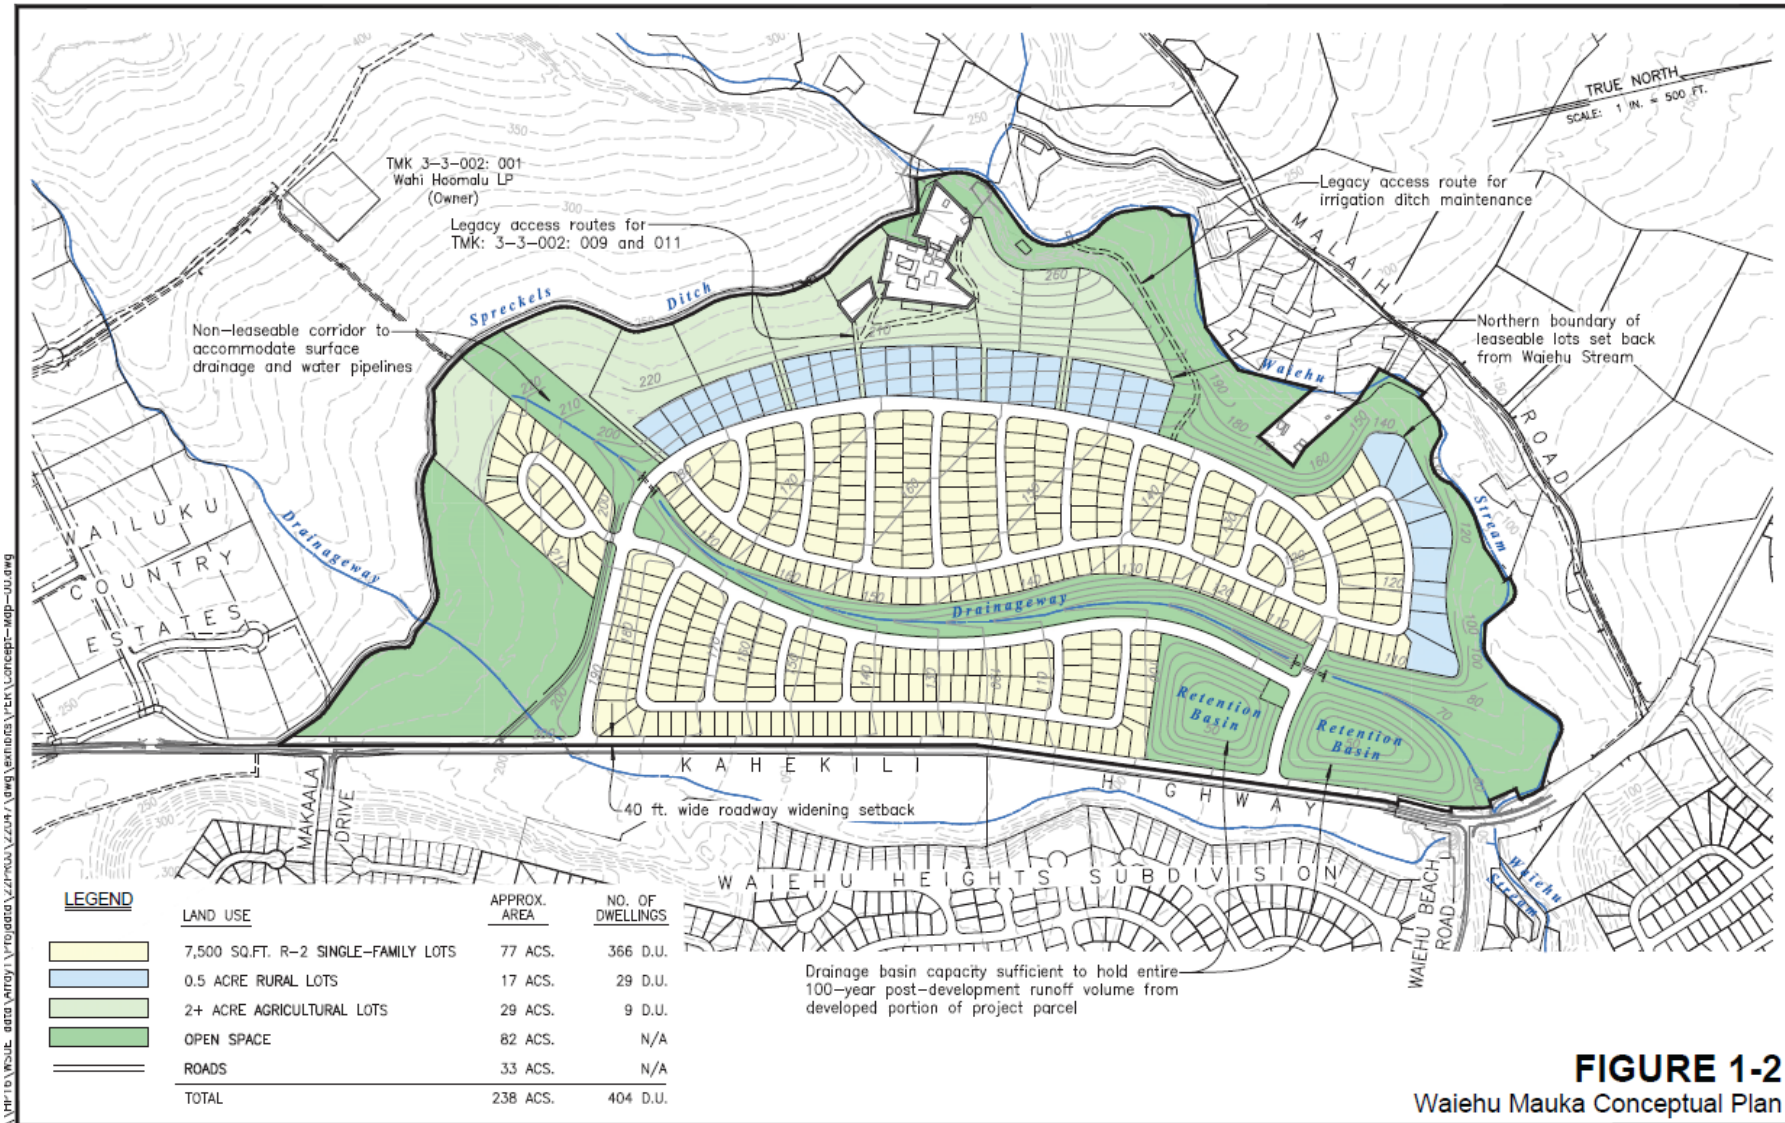 TRUE NORTH
SCALE: 1 IN. = 500 FT.
TMK 3-3-002: 001
Wahi Hoomalu LP
(Owner)
Legacy access routes for
TMK: 3-3-002: 009 and 011
Legacy access route for
irrigation ditch maintenance
MALAIHI ROAD
Spreckels Ditch
Non-leaseable corridor to
accommodate surface
drainage and water pipelines
Northern boundary of
leaseable lots set back
from Waiehu Stream
Waiehu Stream
WAILUKU
COUNTRY
ESTATES
Drainageway
Drainageway
Retention
Basin
Retention
Basin
KAHEKILI HIGHWAY
MAKAALA
DRIVE
40 ft. wide roadway widening setback
WAIEHU HEIGHTS SUBDIVISION
WAIEHU BEACH
ROAD
Waiehu
Stream
Drainage basin capacity sufficient to hold entire
100-year post-development runoff volume from
developed portion of project parcel
LEGEND
LAND USE APPROX. AREA NO. OF DWELLINGS
7,500 SQ.FT. R-2 SINGLE-FAMILY LOTS 77 ACS. 366 D.U.
0.5 ACRE RURAL LOTS 17 ACS. 29 D.U.
2+ ACRE AGRICULTURAL LOTS 29 ACS. 9 D.U.
OPEN SPACE 82 ACS. N/A
ROADS 33 ACS. N/A
TOTAL 238 ACS. 404 D.U.
FIGURE 1-2
Waiehu Mauka Conceptual Plan